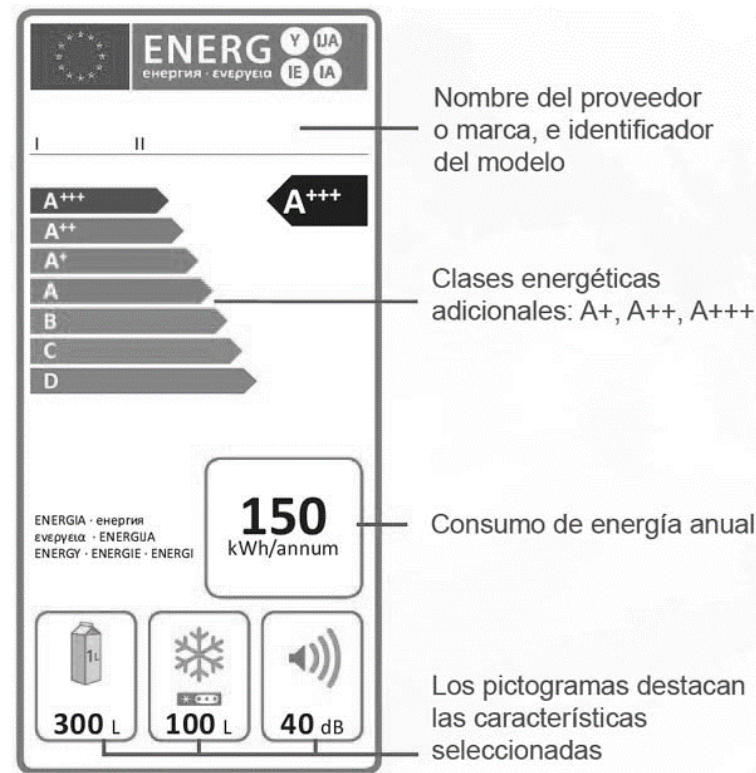 ENERG Y IJA
енергия · ενεργεια IE IA
Nombre del proveedor
o marca, e identificador
del modelo
I II
A+++ A+++
A++
A+
A
B
C
D
Clases energéticas
adicionales: A+, A++, A+++
150
kWh/annum
ENERGIA · енергия
ενεργεια · ENERGIJA
ENERGY · ENERGIE · ENERGI
Consumo de energía anual
1L
300 L 100 L 40 dB
Los pictogramas destacan
las características
seleccionadas